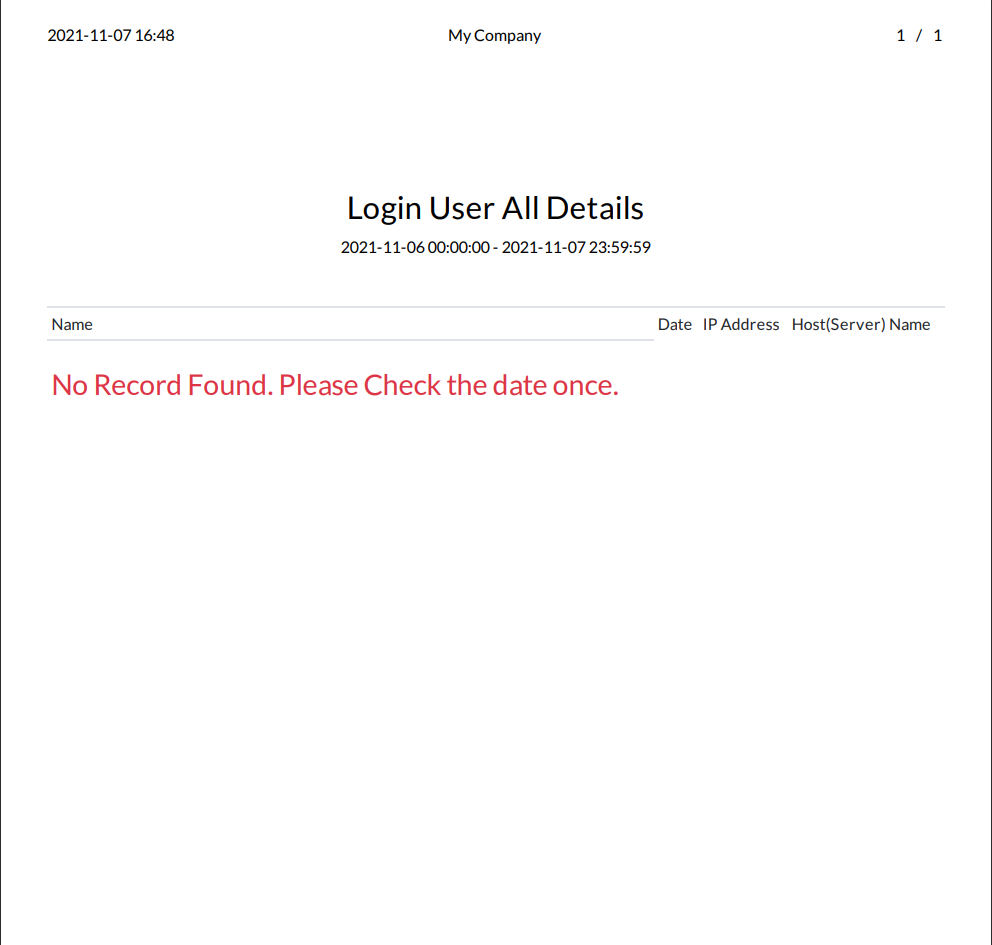 2021-11-07 16:48 My Company 1 / 1
Login User All Details
2021-11-06 00:00:00 - 2021-11-07 23:59:59
Name Date IP Address Host(Server) Name
No Record Found. Please Check the date once.